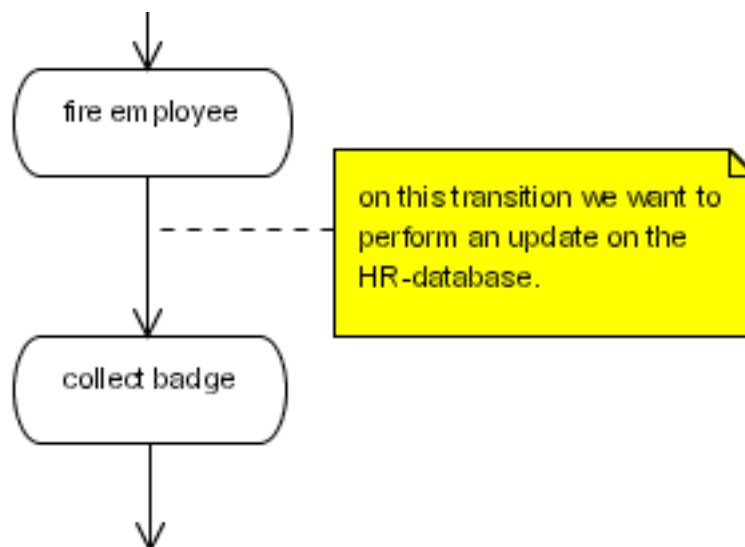 fire employee
on this transition we want to
perform an update on the
HR-database.
collect badge